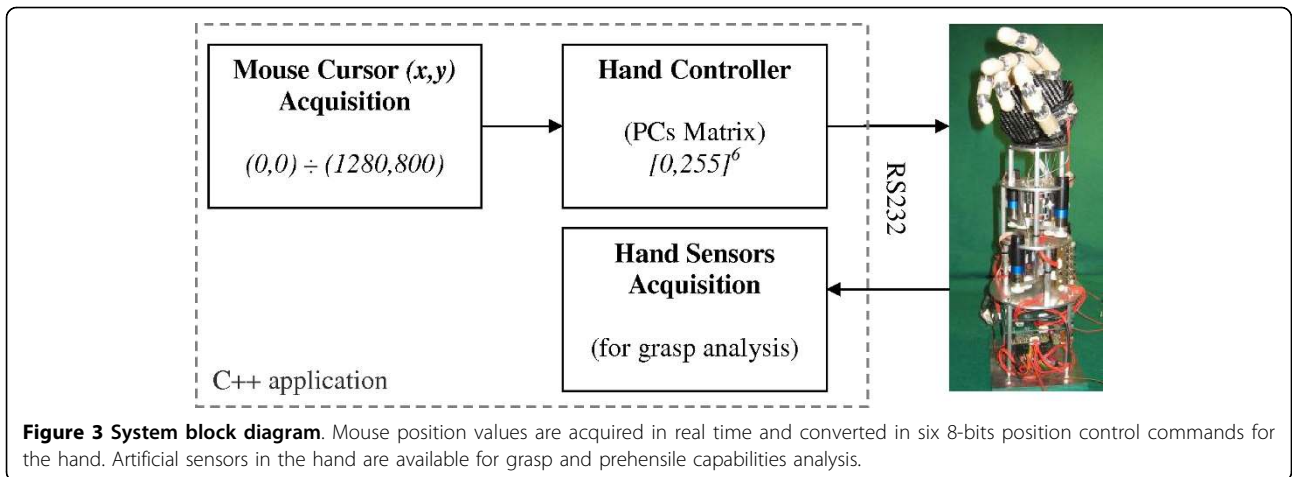 Mouse Cursor (x,y)
Acquisition
(0,0) ÷ (1280,800)
Hand Controller
(PCs Matrix)
[0,255]⁶
RS232
Hand Sensors
Acquisition
(for grasp analysis)
C++ application
Figure 3 System block diagram. Mouse position values are acquired in real time and converted in six 8-bits position control commands for
the hand. Artificial sensors in the hand are available for grasp and prehensile capabilities analysis.